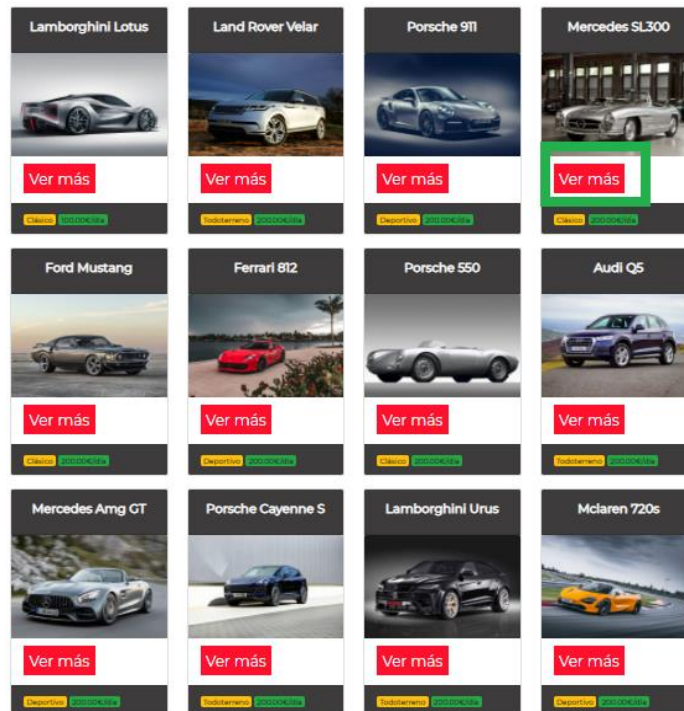 Lamborghini Lotus
Land Rover Velar
Porsche 911
Mercedes SL300
Ver más
Ver más
Ver más
Ver más
Clásico 100.00€/día
Todoterreno 200.00€/día
Deportivo 200.00€/día
Clásico 200.00€/día
Ford Mustang
Ferrari 812
Porsche 550
Audi Q5
Ver más
Ver más
Ver más
Ver más
Clásico 200.00€/día
Deportivo 200.00€/día
Clásico 200.00€/día
Todoterreno 200.00€/día
Mercedes Amg GT
Porsche Cayenne S
Lamborghini Urus
Mclaren 720s
Ver más
Ver más
Ver más
Ver más
Deportivo 200.00€/día
Todoterreno 200.00€/día
Todoterreno 200.00€/día
Deportivo 200.00€/día